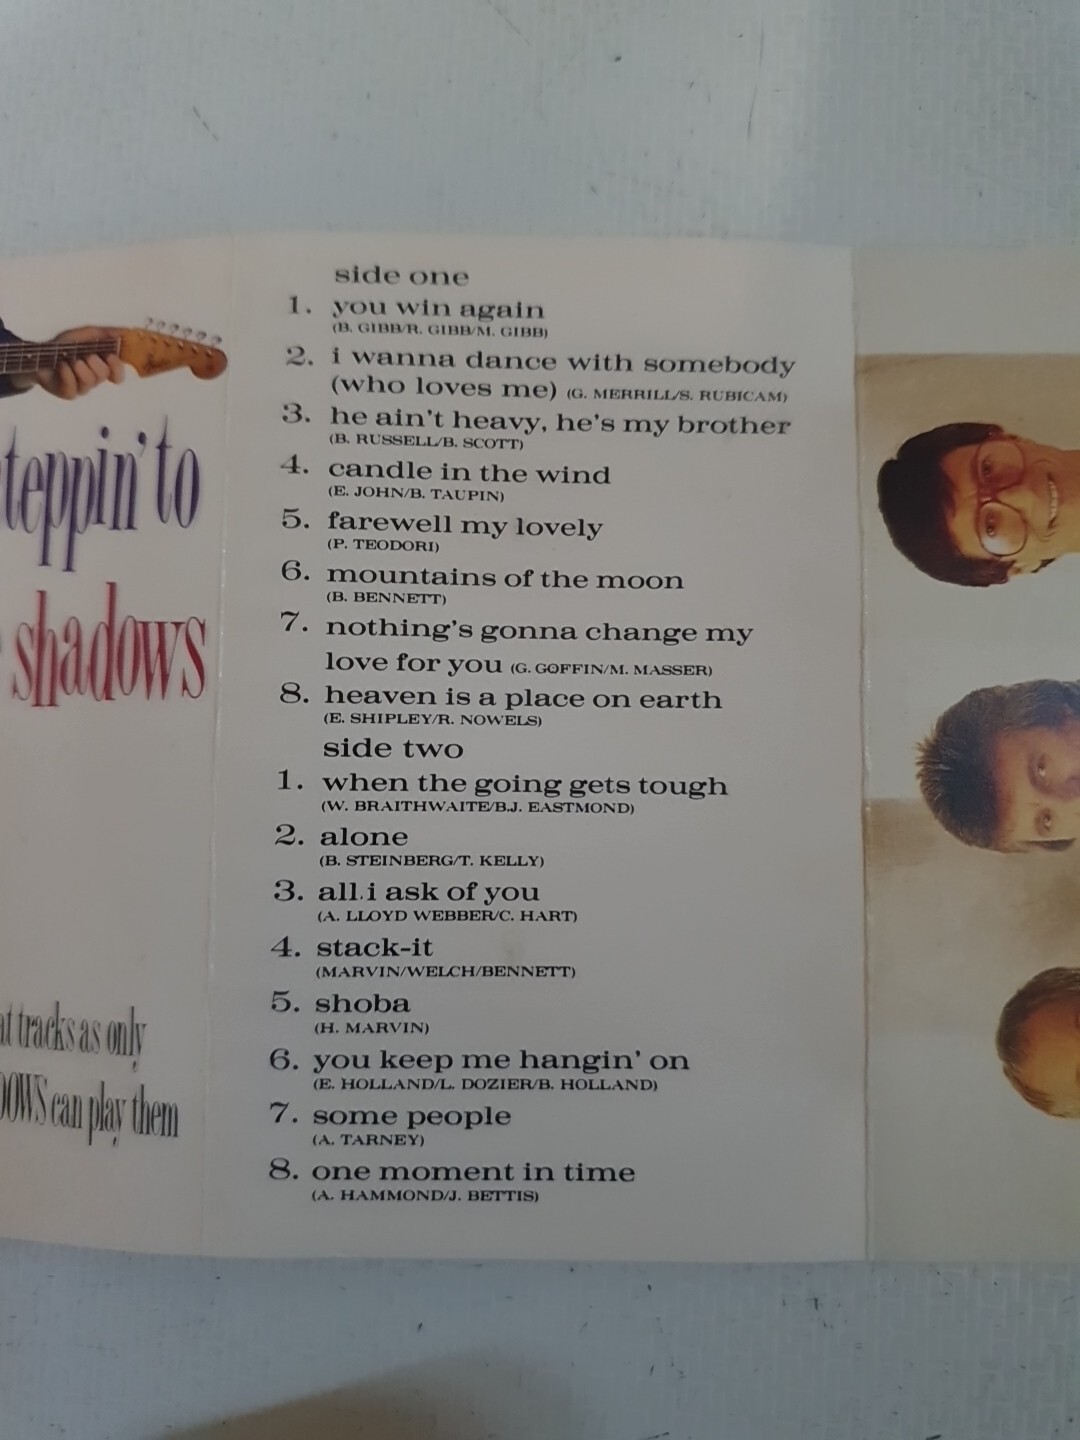 teppin' to
shadows
at tracks as only
DOWS can play them
side one
1. you win again
(B. GIBB/R. GIBB/M. GIBB)
2. i wanna dance with somebody
(who loves me) (G. MERRILL/S. RUBICAM)
3. he ain't heavy, he's my brother
(B. RUSSELL/B. SCOTT)
4. candle in the wind
(E. JOHN/B. TAUPIN)
5. farewell my lovely
(P. TEODORI)
6. mountains of the moon
(B. BENNETT)
7. nothing's gonna change my
love for you (G. GOFFIN/M. MASSER)
8. heaven is a place on earth
(E. SHIPLEY/R. NOWELS)
side two
1. when the going gets tough
(W. BRAITHWAITE/B.J. EASTMOND)
2. alone
(B. STEINBERG/T. KELLY)
3. all i ask of you
(A. LLOYD WEBBER/C. HART)
4. stack-it
(MARVIN/WELCH/BENNETT)
5. shoba
(H. MARVIN)
6. you keep me hangin' on
(E. HOLLAND/L. DOZIER/B. HOLLAND)
7. some people
(A. TARNEY)
8. one moment in time
(A. HAMMOND/J. BETTIS)